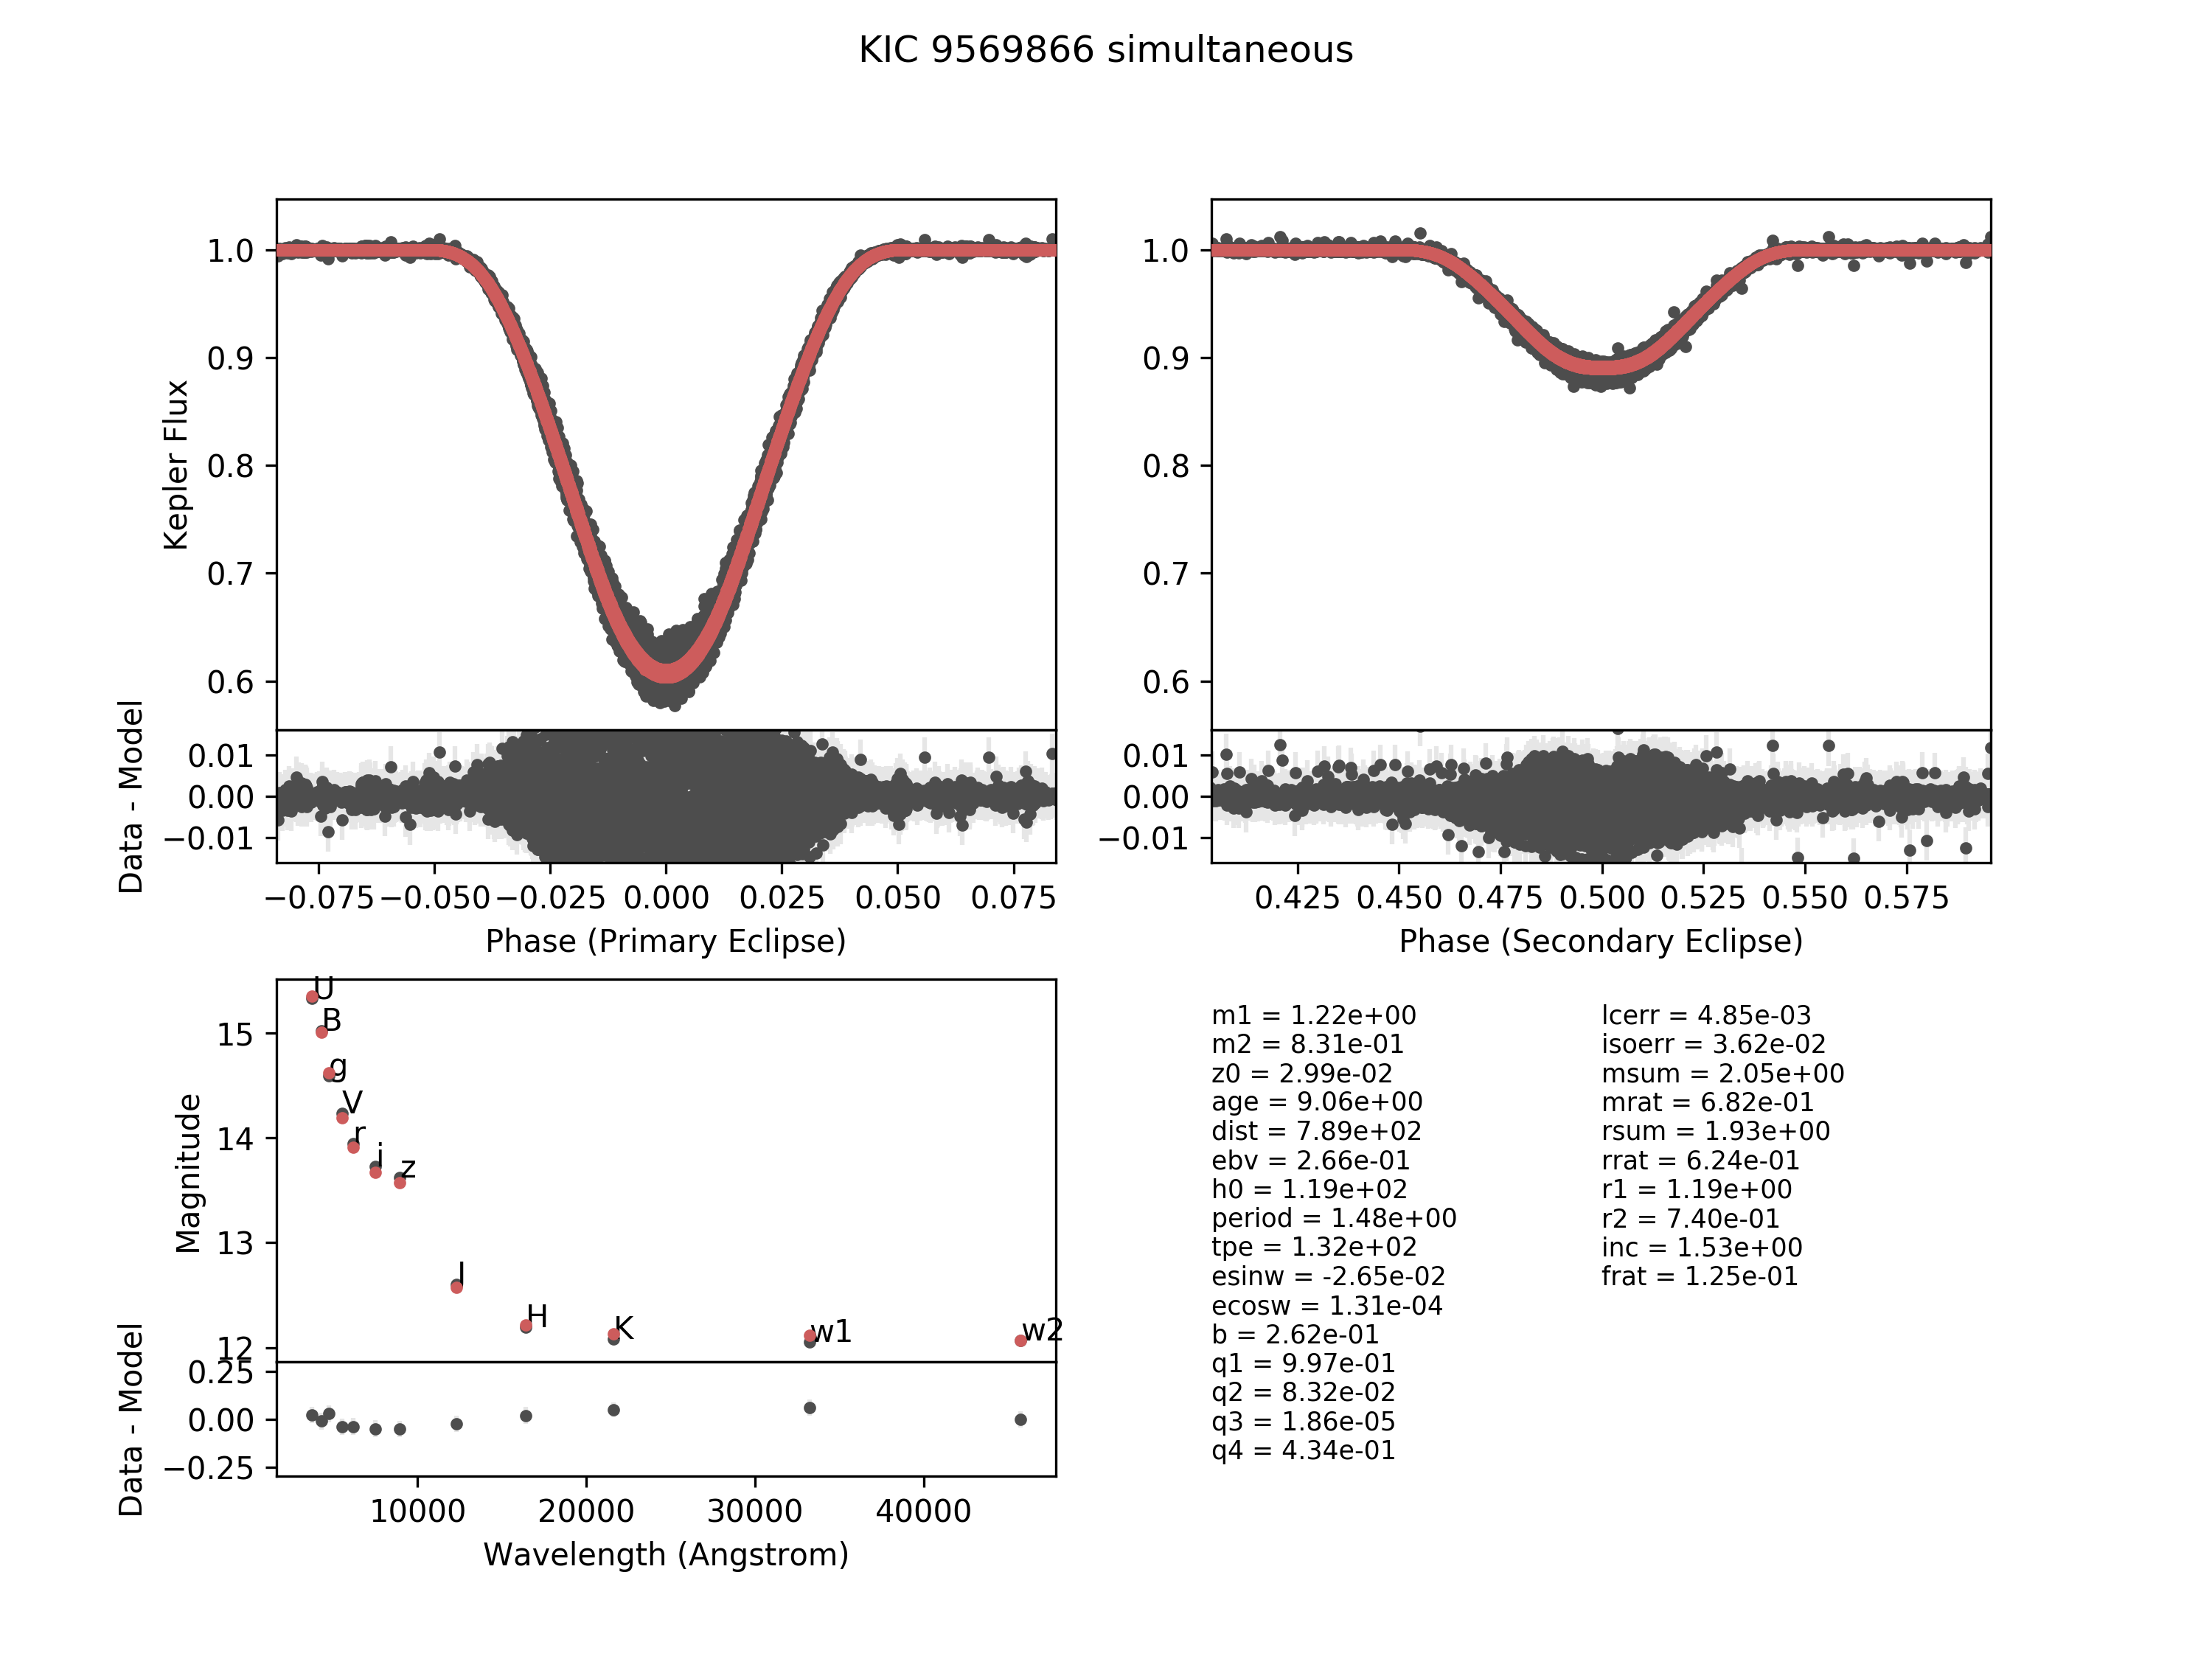 KIC 9569866 simultaneous
Kepler Flux
1.0
0.9
0.8
0.7
0.6
1.0
0.9
0.8
0.7
0.6
Data - Model
0.01
0.00
−0.01
0.01
0.00
−0.01
−0.075 −0.050 −0.025 0.000 0.025 0.050 0.075
0.425 0.450 0.475 0.500 0.525 0.550 0.575
Phase (Primary Eclipse)
Phase (Secondary Eclipse)
Magnitude
15
14
13
12
U
B
g
V
r
i
z
J
H
K
w1
w2
Data - Model
0.25
0.00
−0.25
10000 20000 30000 40000
Wavelength (Angstrom)
m1 = 1.22e+00
m2 = 8.31e-01
z0 = 2.99e-02
age = 9.06e+00
dist = 7.89e+02
ebv = 2.66e-01
h0 = 1.19e+02
period = 1.48e+00
tpe = 1.32e+02
esinw = -2.65e-02
ecosw = 1.31e-04
b = 2.62e-01
q1 = 9.97e-01
q2 = 8.32e-02
q3 = 1.86e-05
q4 = 4.34e-01
lcerr = 4.85e-03
isoerr = 3.62e-02
msum = 2.05e+00
mrat = 6.82e-01
rsum = 1.93e+00
rrat = 6.24e-01
r1 = 1.19e+00
r2 = 7.40e-01
inc = 1.53e+00
frat = 1.25e-01